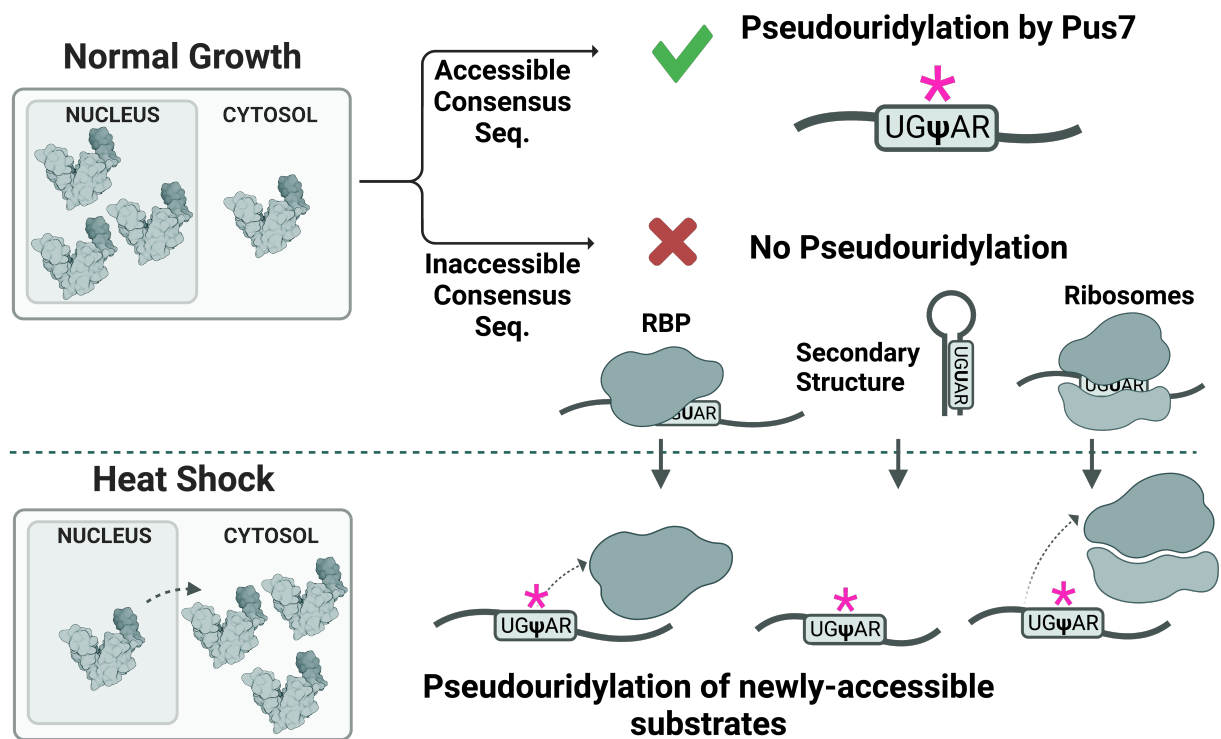 Normal Growth
NUCLEUS
CYTOSOL
Accessible
Consensus
Seq.
Pseudouridylation by Pus7
*
UGψAR
Inaccessible
Consensus
Seq.
No Pseudouridylation
RBP
GUAR
Secondary
Structure
UGUAR
Ribosomes
UGUAR
Heat Shock
NUCLEUS
CYTOSOL
*
UGψAR
*
UGψAR
*
UGψAR
Pseudouridylation of newly-accessible
substrates